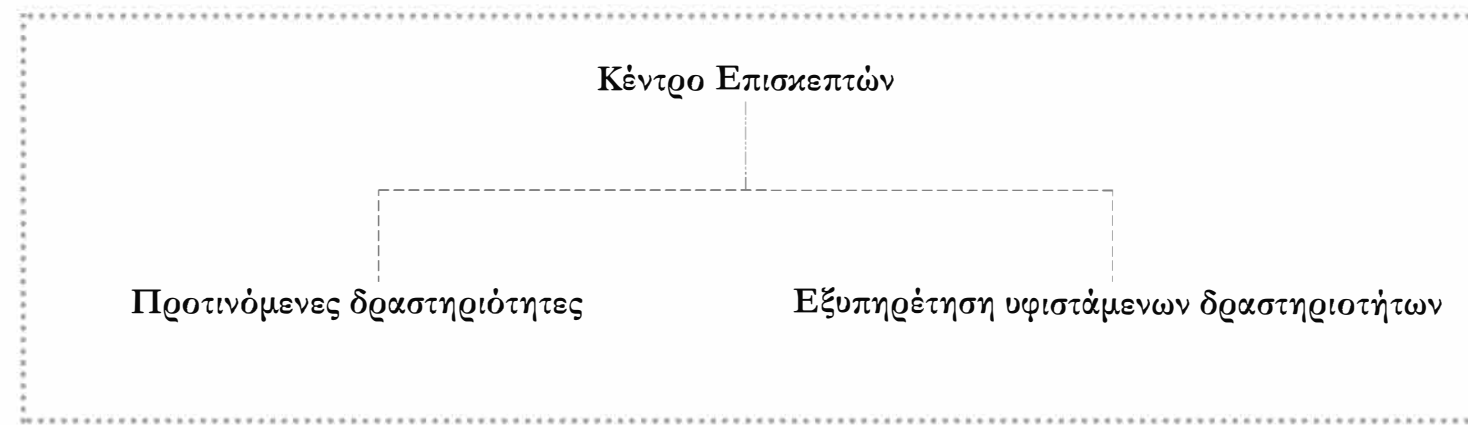 Κέντρο Επισκεπτών
Προτινόμενες δραστηριότητες
Εξυπηρέτηση υφιστάμενων δραστηριοτήτων